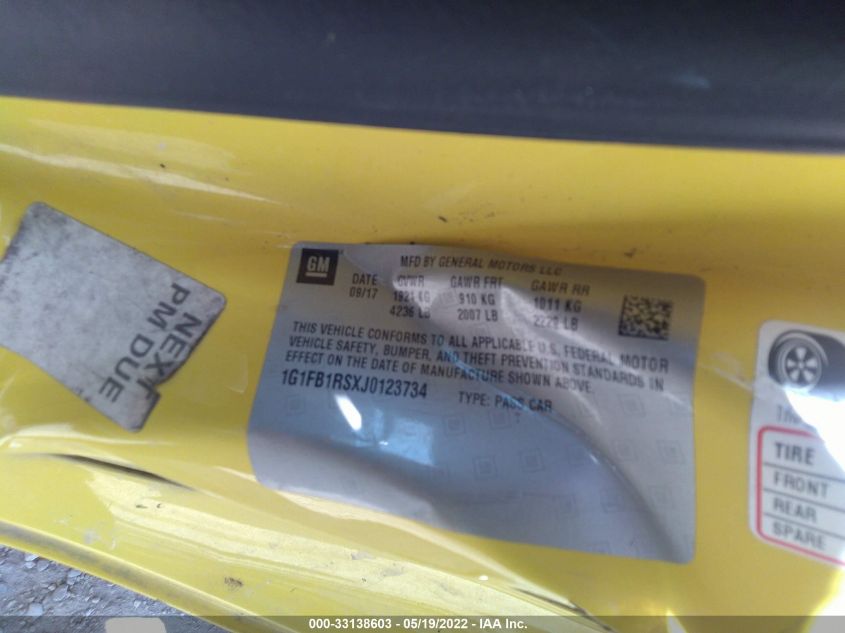 NEXT
PM DUE
GM
MFD BY GENERAL MOTORS LLC
DATE GVWR GAWR FRT GAWR RR
09/17 1921 KG 910 KG 1011 KG
4236 LB 2007 LB 2229 LB
THIS VEHICLE CONFORMS TO ALL APPLICABLE U.S. FEDERAL MOTOR
VEHICLE SAFETY, BUMPER, AND THEFT PREVENTION STANDARDS IN
EFFECT ON THE DATE OF MANUFACTURE SHOWN ABOVE.
1G1FB1RSXJ0123734 TYPE: PASS CAR
TIRE
FRONT
REAR
SPARE
000-33138603 - 05/19/2022 - IAA Inc.